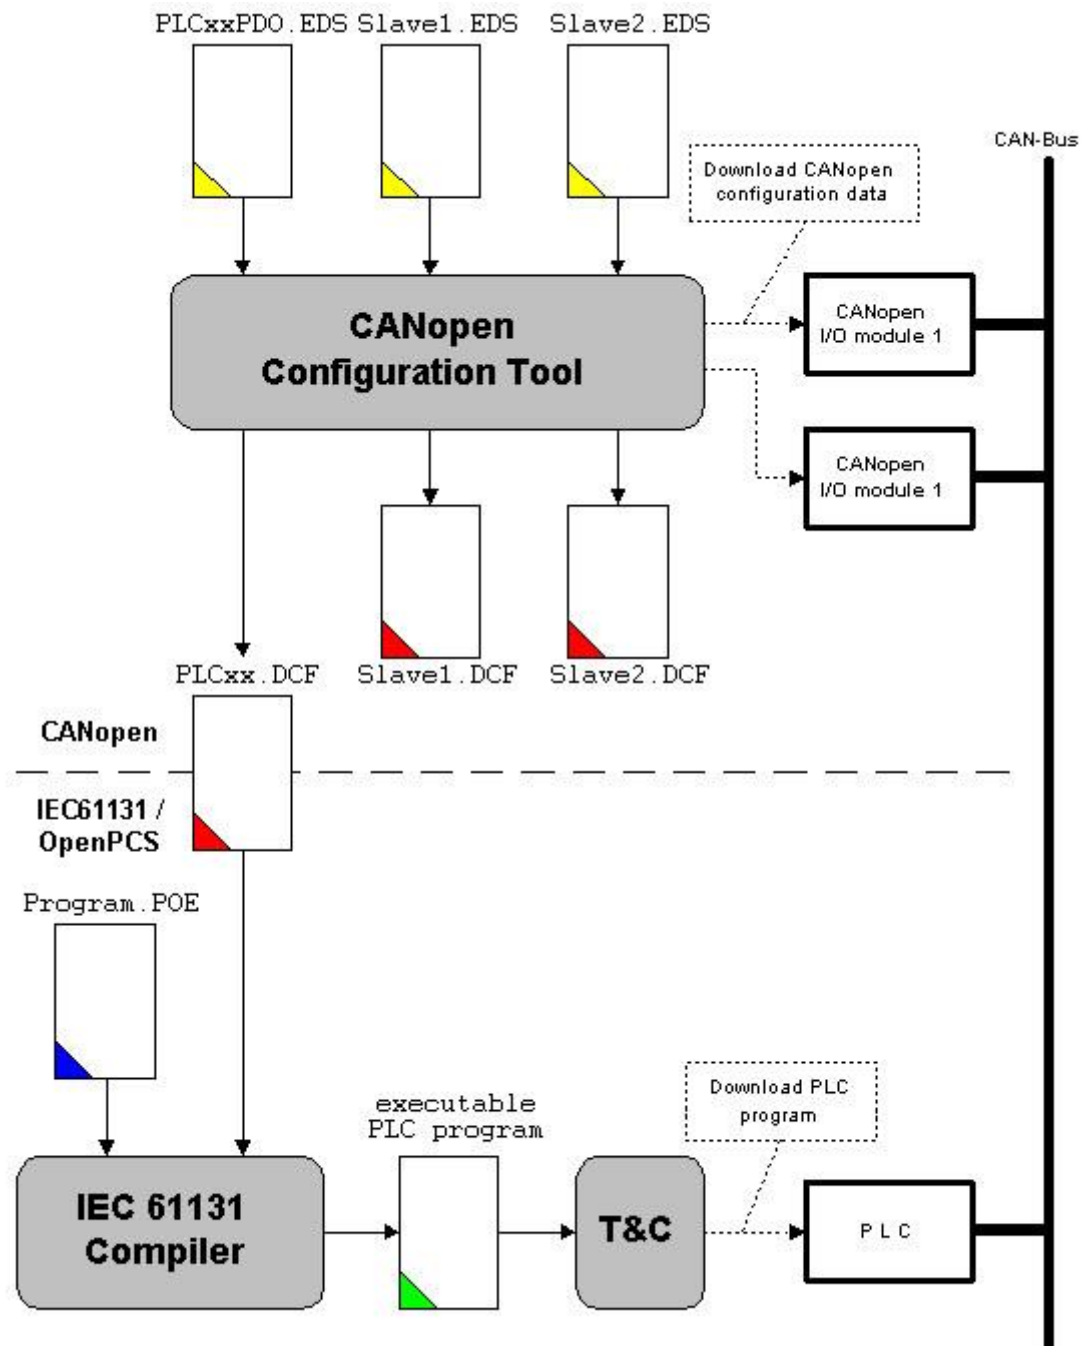 PLCxxPDO.EDS
Slave1.EDS
Slave2.EDS
CAN-Bus
Download CANopen
configuration data
CANopen
Configuration Tool
CANopen
I/O module 1
CANopen
I/O module 1
PLCxx.DCF
Slave1.DCF
Slave2.DCF
CANopen
IEC61131 /
OpenPCS
Program.POE
executable
PLC program
Download PLC
program
IEC 61131
Compiler
T&C
P L C